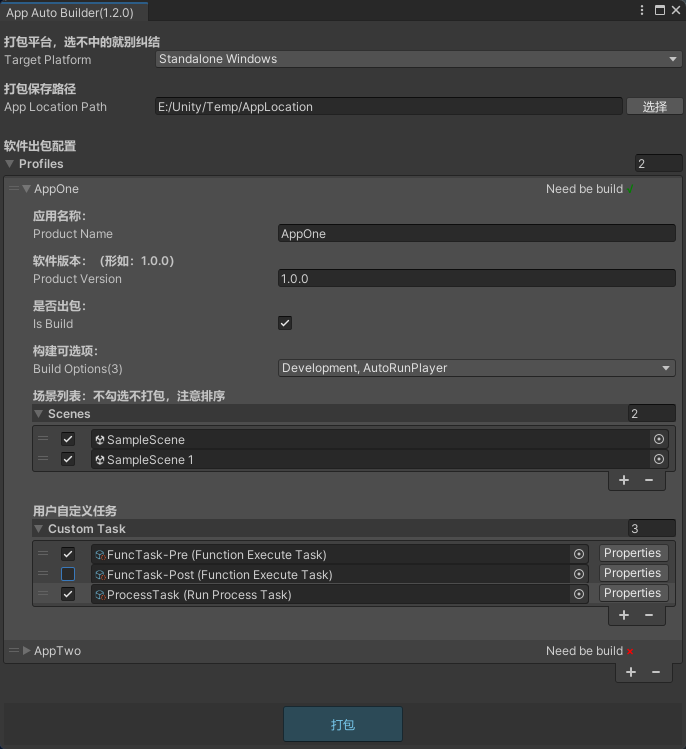 App Auto Builder(1.2.0)
打包平台，选不中的就别纠结
Target Platform Standalone Windows
打包保存路径
App Location Path E:/Unity/Temp/AppLocation 选择
软件出包配置
Profiles 2
AppOne Need be build
应用名称：
Product Name AppOne
软件版本：（形如：1.0.0）
Product Version 1.0.0
是否出包：
Is Build
构建可选项：
Build Options(3) Development, AutoRunPlayer
场景列表：不勾选不打包，注意排序
Scenes 2
SampleScene
SampleScene 1
用户自定义任务
Custom Task 3
FuncTask-Pre (Function Execute Task) Properties
FuncTask-Post (Function Execute Task) Properties
ProcessTask (Run Process Task) Properties
AppTwo Need be build
打包